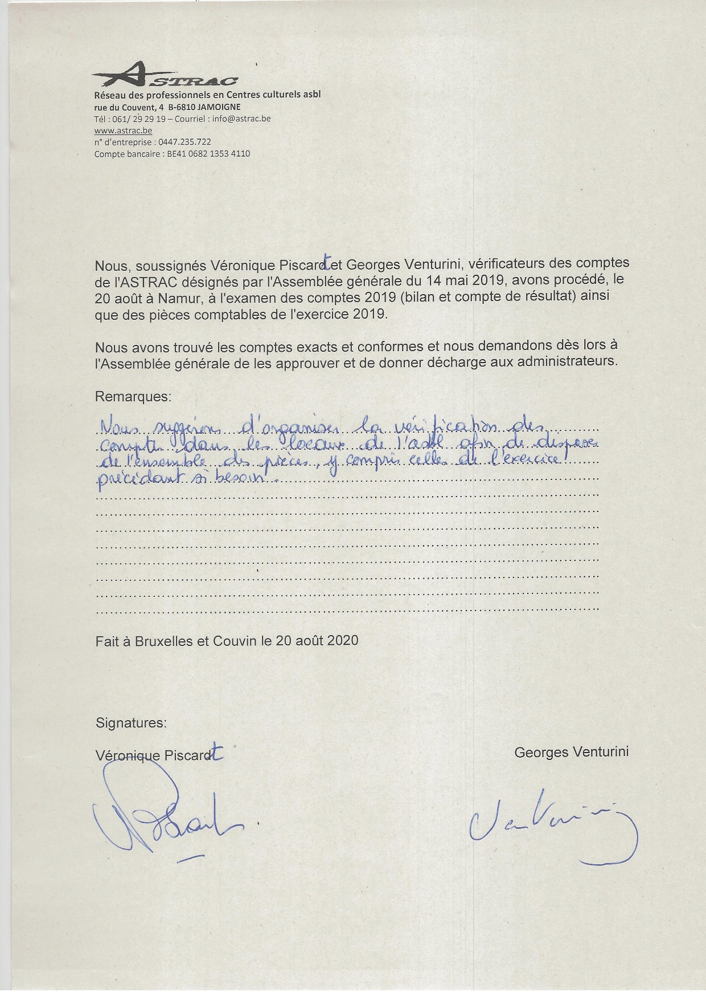 ASTRAC
Réseau des professionnels en Centres culturels asbl
rue du Couvent, 4 B-6810 JAMOIGNE
Tél : 061/ 29 29 19 – Courriel : info@astrac.be
www.astrac.be
n° d'entreprise : 0447.235.722
Compte bancaire : BE41 0682 1353 4110
Nous, soussignés Véronique Piscardt et Georges Venturini, vérificateurs des comptes
de l'ASTRAC désignés par l'Assemblée générale du 14 mai 2019, avons procédé, le
20 août à Namur, à l'examen des comptes 2019 (bilan et compte de résultat) ainsi
que des pièces comptables de l'exercice 2019.
Nous avons trouvé les comptes exacts et conformes et nous demandons dès lors à
l'Assemblée générale de les approuver et de donner décharge aux administrateurs.
Remarques:
Nous suggérons d'organiser la vérification des
comptes dans les locaux de l'asbl afin de disposer
de l'ensemble des pièces, y compris celles de l'exercice
précédant si besoin.
Fait à Bruxelles et Couvin le 20 août 2020
Signatures:
Véronique Piscardt
Georges Venturini